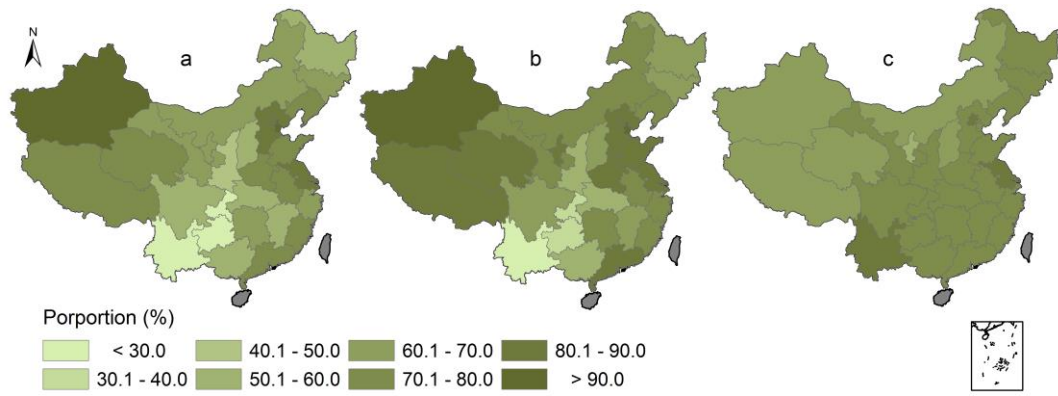 N
a b c
Porportion (%)
< 30.0 40.1 - 50.0 60.1 - 70.0 80.1 - 90.0
30.1 - 40.0 50.1 - 60.0 70.1 - 80.0 > 90.0